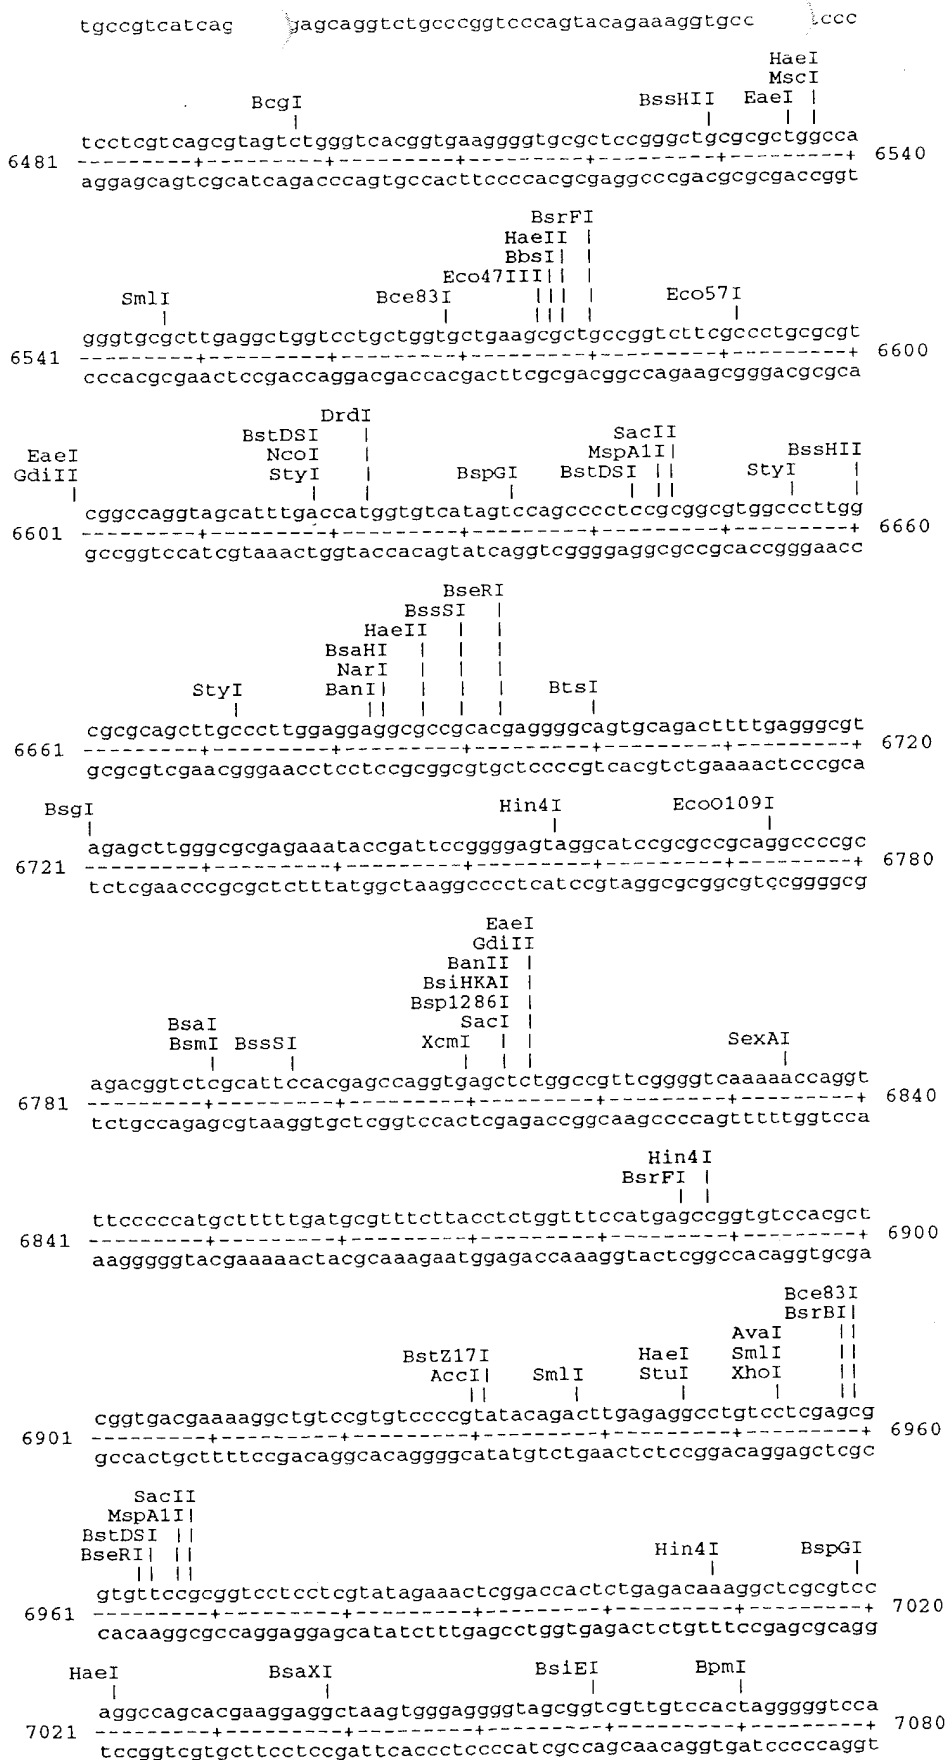 tgccgtcatcag gagcaggtctgcccggtcccagtacagaaaggtgcc tccc
HaeI
MscI
BcgI BssHII EaeI |
| | | |
tcctcgtcagcgtagtctgggtcacggtgaaggggtgcgctccgggctgcgcgctggcca
6481 ---------+---------+---------+---------+---------+---------+ 6540
aggagcagtcgcatcagacccagtgccacttccccacgcgaggcccgacgcgcgaccggt
BsrFI
HaeII |
BbsI| |
Eco47III|| |
SmlI Bce83I ||| | Eco57I
| | ||| | |
gggtgcgcttgaggctggtcctgctggtgctgaagcgctgccggtcttcgccctgcgcgt
6541 ---------+---------+---------+---------+---------+---------+ 6600
cccacgcgaactccgaccaggacgaccacgacttcgcgacggccagaagcgggacgcgca
DrdI
BstDSI | SacII
EaeI NcoI | MspA1I| BssHII
GdiII StyI | BspGI BstDSI || StyI |
| | | | | || | |
cggccaggtagcatttgaccatggtgtcatagtccagcccctccgcggcgtggcccttgg
6601 ---------+---------+---------+---------+---------+---------+ 6660
gccggtccatcgtaaactggtaccacagtatcaggtcggggaggcgccgcaccgggaacc
BseRI
BssSI |
HaeII | |
BsaHI | | |
NarI | | |
StyI BanI| | | | BtsI
| || | | | |
cgcgcagcttgcccttggaggaggcgccgcacgaggggcagtgcagacttttgagggcgt
6661 ---------+---------+---------+---------+---------+---------+ 6720
gcgcgtcgaacgggaacctcctccgcggcgtgctccccgtcacgtctgaaaactcccgca
BsgI Hin4I EcoO109I
| | |
agagcttgggcgcgagaaataccgattccggggagtaggcatccgcgccgcaggccccgc
6721 ---------+---------+---------+---------+---------+---------+ 6780
tctcgaacccgcgctctttatggctaaggcccctcatccgtaggcgcggcgtccggggcg
EaeI
GdiII
BanII |
BsiHKAI |
Bsp1286I |
BsaI SacI |
BsmI BssSI XcmI | | SexAI
| | | | | |
agacggtctcgcattccacgagccaggtgagctctggccgttcggggtcaaaaaccaggt
6781 ---------+---------+---------+---------+---------+---------+ 6840
tctgccagagcgtaaggtgctcggtccactcgagaccggcaagccccagtttttggtcca
Hin4I
BsrFI |
| |
ttcccccatgctttttgatgcgtttcttacctctggtttccatgagccggtgtccacgct
6841 ---------+---------+---------+---------+---------+---------+ 6900
aagggggtacgaaaaactacgcaaagaatggagaccaaaggtactcggccacaggtgcga
Bce83I
BsrBI|
AvaI ||
BstZ17I HaeI SmlI ||
AccI| SmlI StuI XhoI ||
|| | | | ||
cggtgacgaaaaggctgtccgtgtccccgtatacagacttgagaggcctgtcctcgagcg
6901 ---------+---------+---------+---------+---------+---------+ 6960
gccactgcttttccgacaggcacaggggcatatgtctgaactctccggacaggagctcgc
SacII
MspA1I|
BstDSI ||
BseRI| || Hin4I BspGI
|| || | |
gtgttccgcggtcctcctcgtatagaaactcggaccactctgagacaaaggctcgcgtcc
6961 ---------+---------+---------+---------+---------+---------+ 7020
cacaaggcgccaggaggagcatatctttgagcctggtgagactctgtttccgagcgcagg
HaeI BsaXI BsiEI BpmI
| | | |
aggccagcacgaaggaggctaagtgggaggggtagcggtcgttgtccactagggggtcca
7021 ---------+---------+---------+---------+---------+---------+ 7080
tccggtcgtgcttcctccgattcaccctccccatcgccagcaacaggtgatcccccaggt